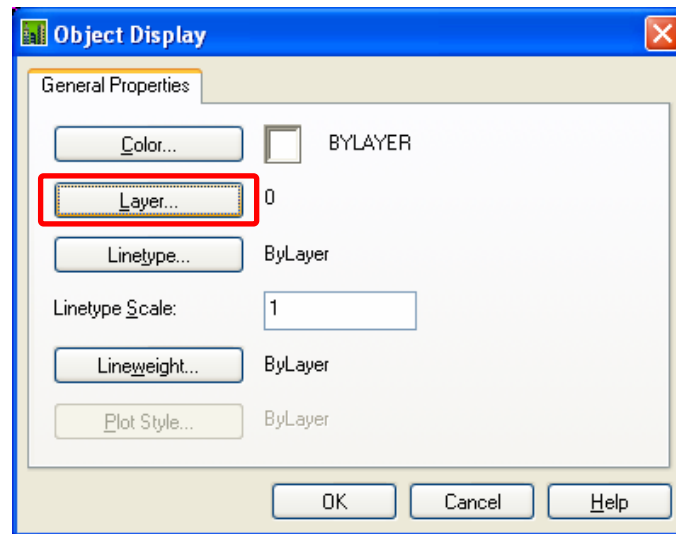 Object Display
General Properties
Color... BYLAYER
Layer... 0
Linetype... ByLayer
Linetype Scale: 1
Lineweight... ByLayer
Plot Style... ByLayer
OK Cancel Help